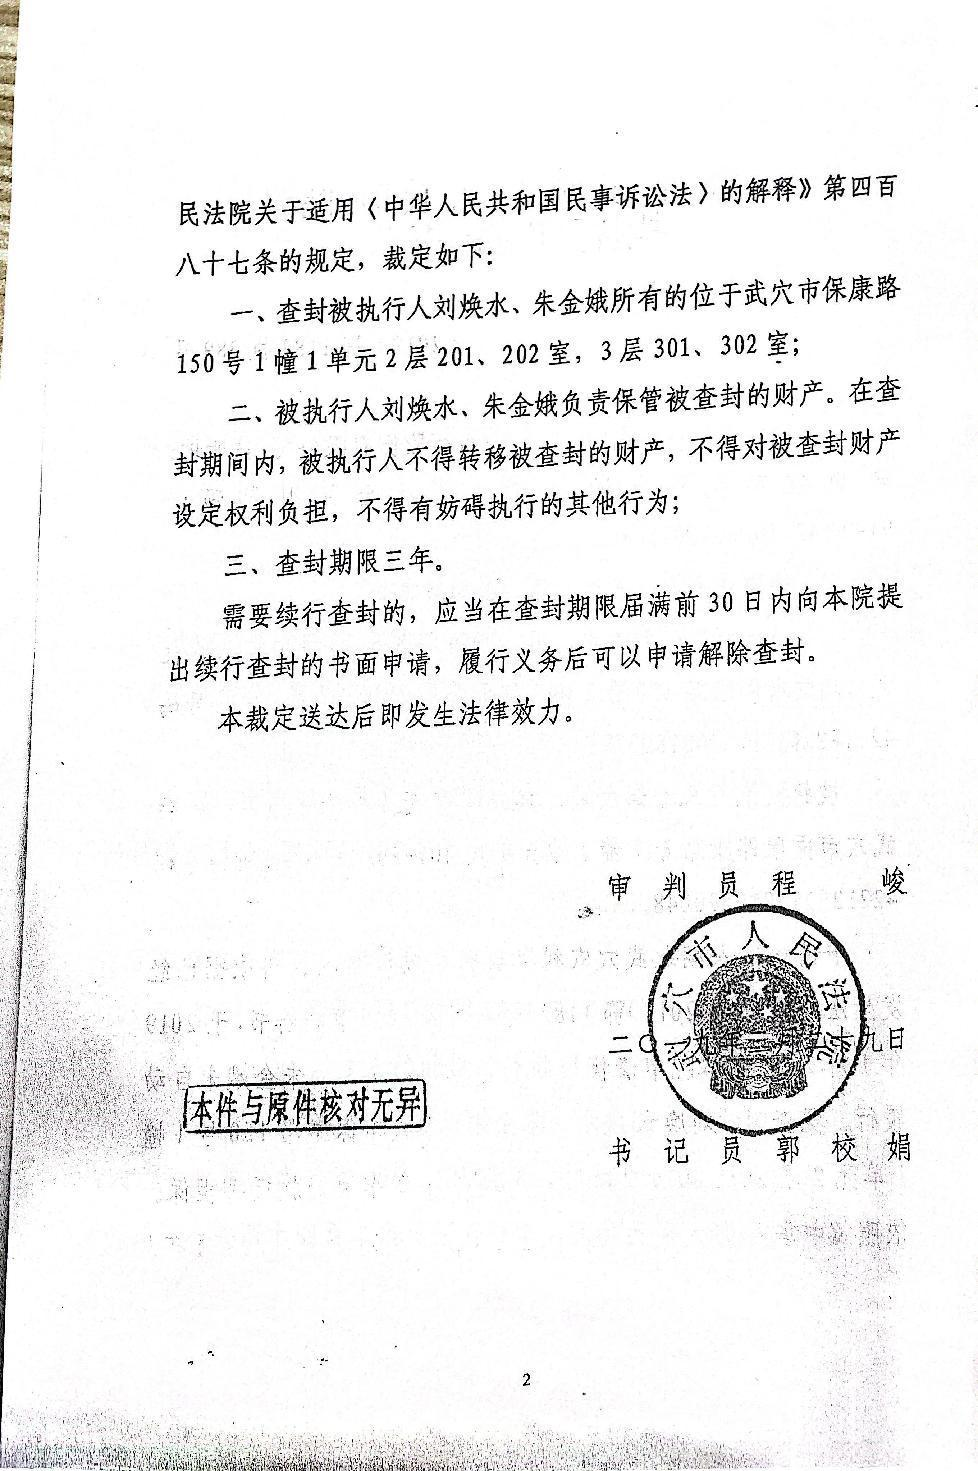 民法院关于适用〈中华人民共和国民事诉讼法〉的解释》第四百
八十七条的规定，裁定如下：
一、查封被执行人刘焕水、朱金娥所有的位于武穴市保康路
150号1幢1单元2层201、202室，3层301、302室；
二、被执行人刘焕水、朱金娥负责保管被查封的财产。在查
封期间内，被执行人不得转移被查封的财产，不得对被查封财产
设定权利负担，不得有妨碍执行的其他行为；
三、查封期限三年。
需要续行查封的，应当在查封期限届满前30日内向本院提
出续行查封的书面申请，履行义务后可以申请解除查封。
本裁定送达后即发生法律效力。
审判员程 峻
武穴市人民法院
二〇 九年 月 十九日
本件与原件核对无异
书记员郭校娟
2